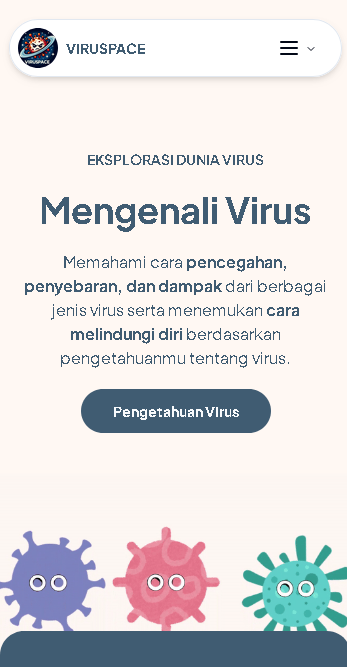 VIRUSPACE
VIRUSPACE
EKSPLORASI DUNIA VIRUS
Mengenali Virus
Memahami cara pencegahan,
penyebaran, dan dampak dari berbagai
jenis virus serta menemukan cara
melindungi diri berdasarkan
pengetahuanmu tentang virus.
Pengetahuan Virus